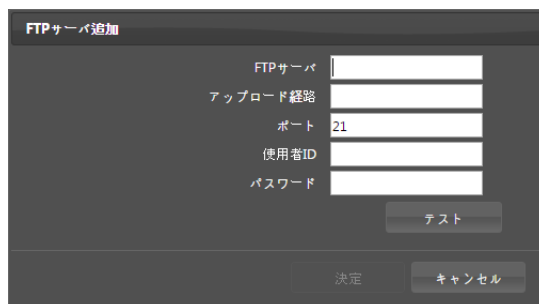 FTPサーバ追加
FTPサーバ
アップロード経路
ポート 21
使用者ID
パスワード
テスト
決定 キャンセル